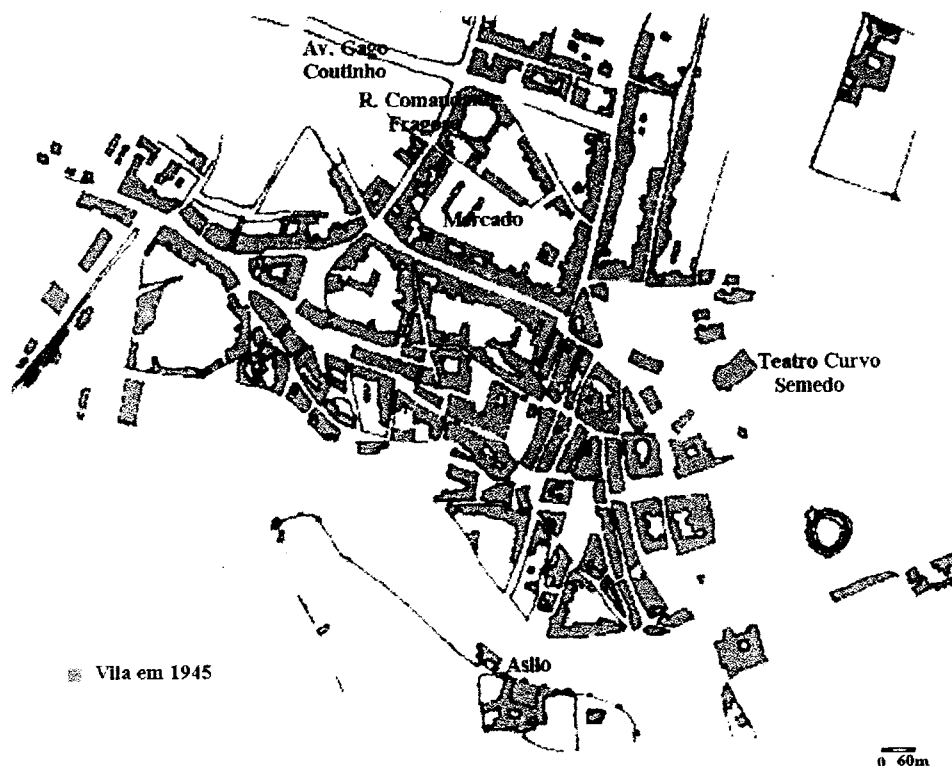 Av. Gago
Coutinho
R. Comandante
Fragoso
Mercado
Teatro Curvo
Semedo
Vila em 1945
Asilo
0 60m